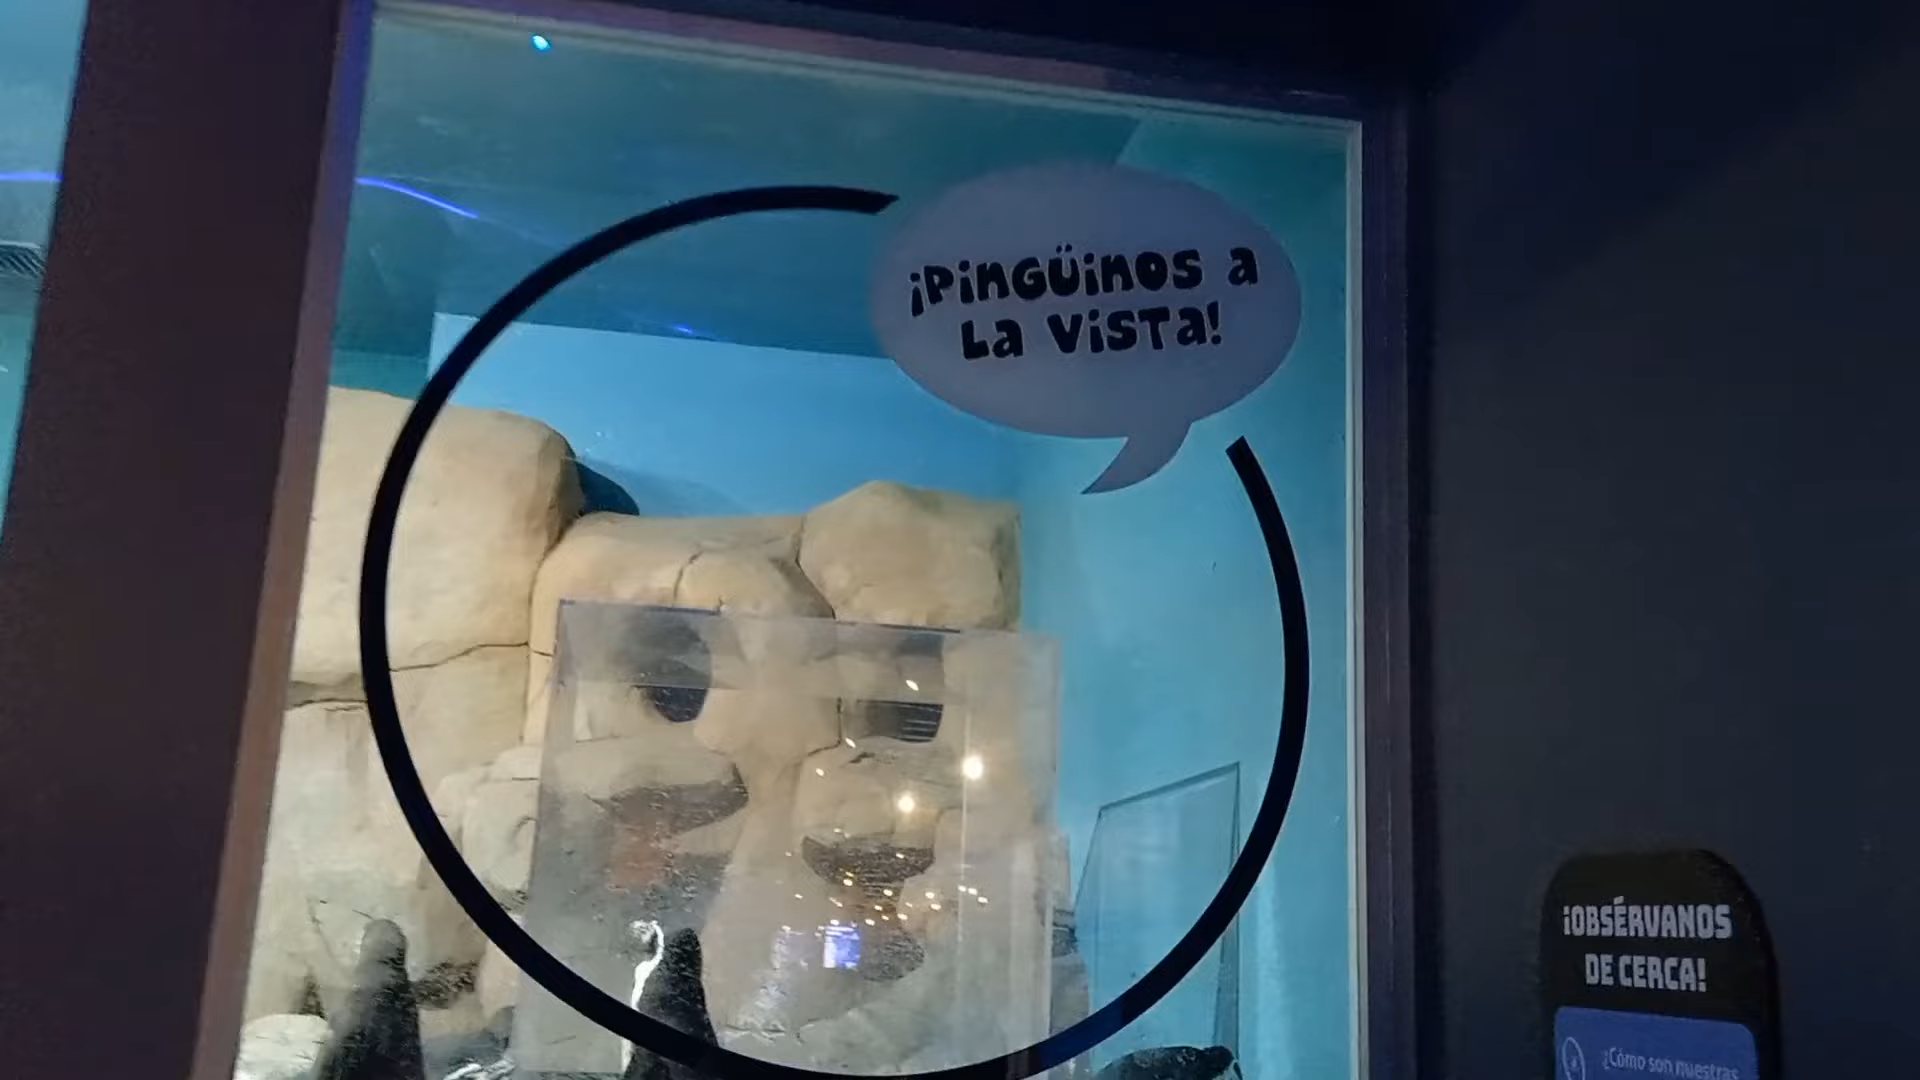 ¡PiNGÜiNOS a
La ViSTa!
¡OBSÉRVANOS
DE CERCA!
¿Cómo son nuestras